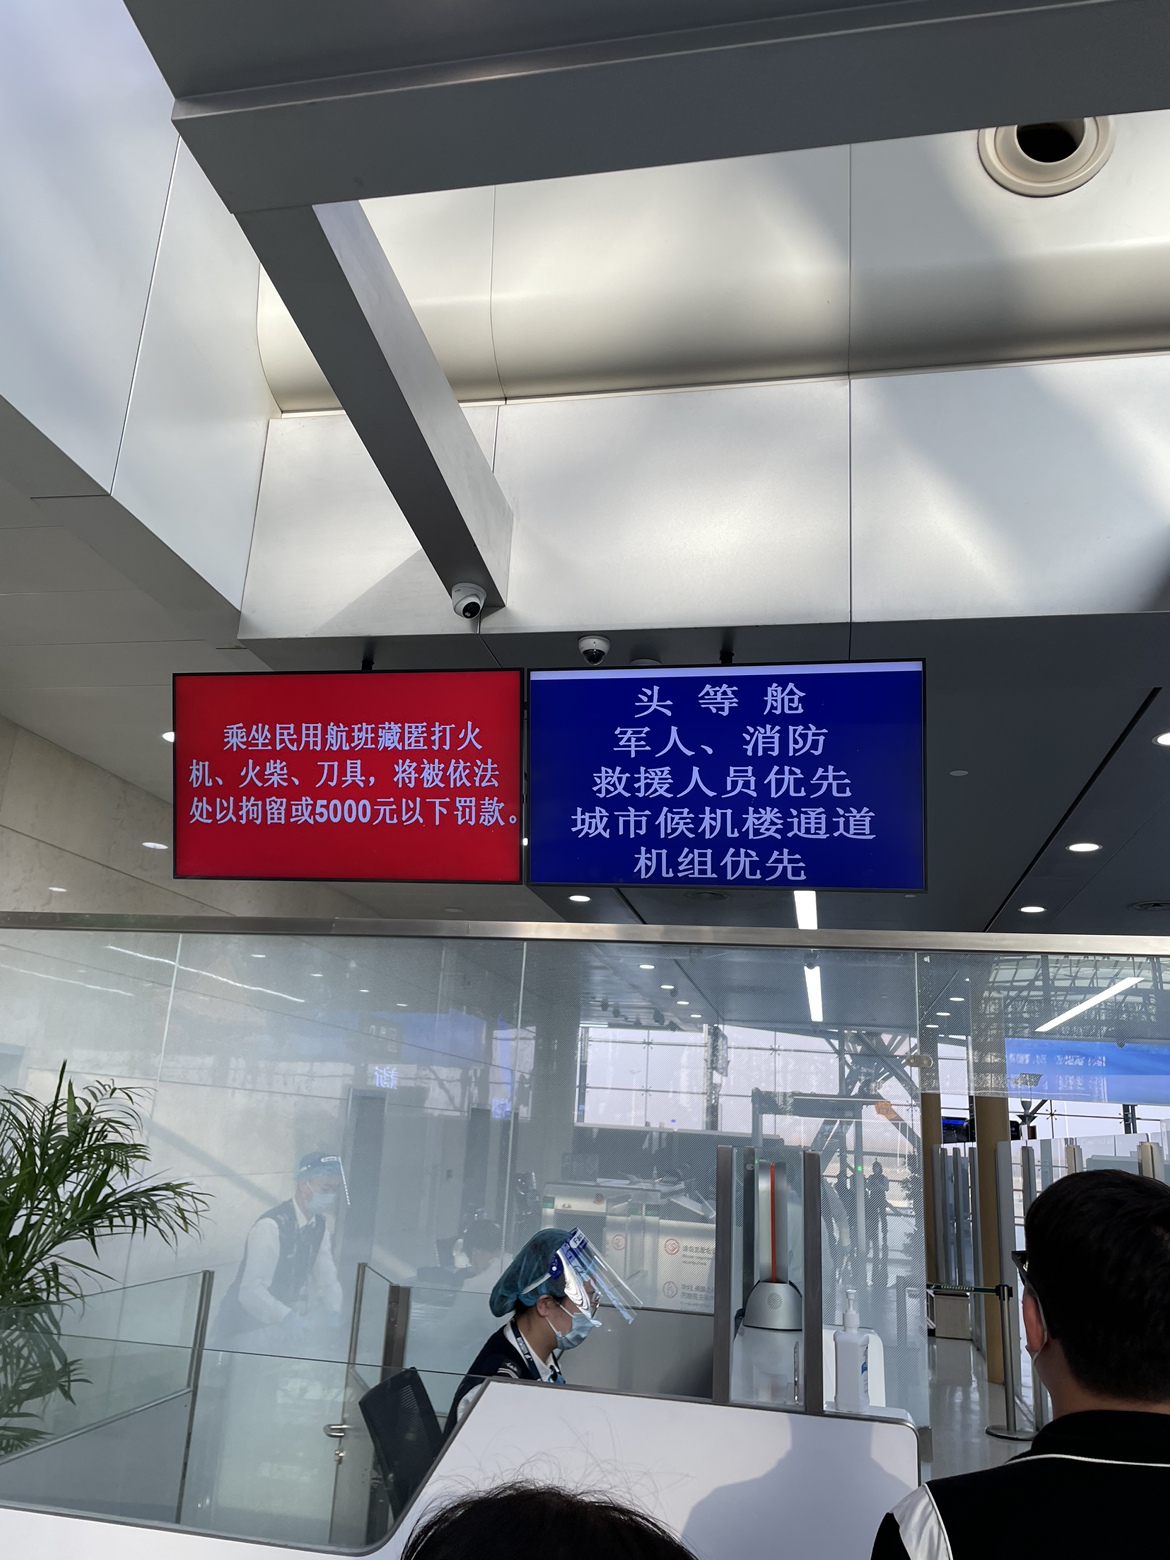 乘坐民用航班藏匿打火
机、火柴、刀具，将被依法
处以拘留或5000元以下罚款。
头 等 舱
军人、消防
救援人员优先
城市候机楼通道
机组优先